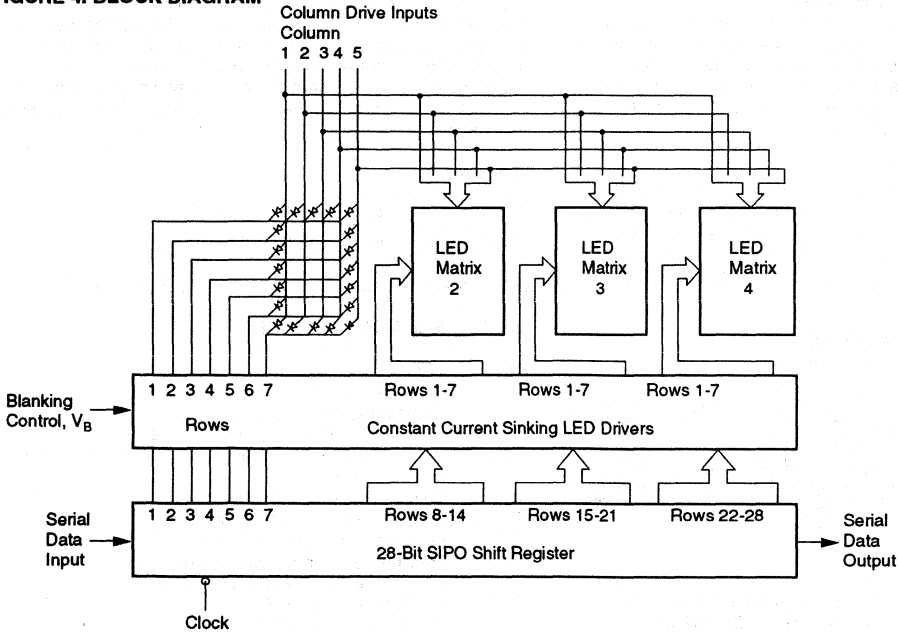 FIGURE 4. BLOCK DIAGRAM
Column Drive Inputs
Column
1 2 3 4 5
LED
Matrix
2
LED
Matrix
3
LED
Matrix
4
1 2 3 4 5 6 7
Rows 1-7
Rows 1-7
Rows 1-7
Blanking
Control, VB
Rows
Constant Current Sinking LED Drivers
1 2 3 4 5 6 7
Rows 8-14
Rows 15-21
Rows 22-28
Serial
Data
Input
28-Bit SIPO Shift Register
Serial
Data
Output
Clock